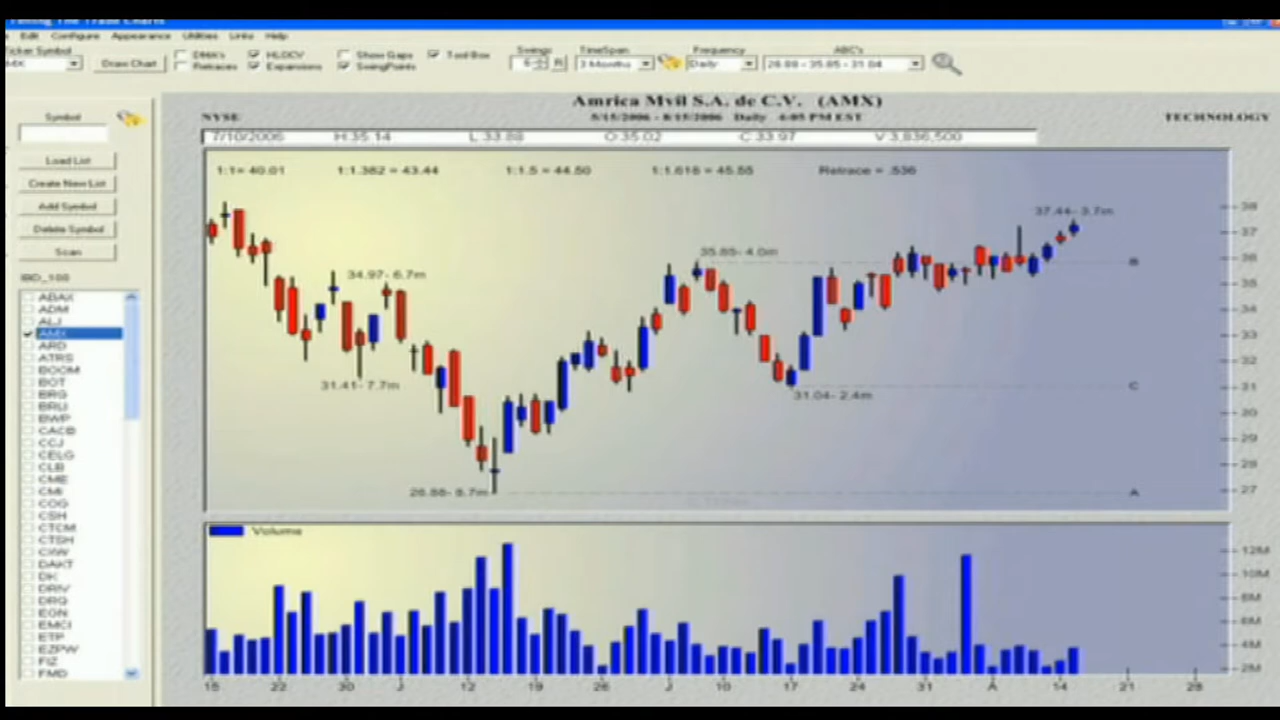 Telling The Trade Charts
Edit Configure Appearance Utilities Links Help
Ticker Symbol
Draw Chart
DMA's
Retraces
HLOCV
Expansions
Show Gaps
SwingPoints
Tool Box
Swings
TimeSpan
3 Months
Frequency
Daily
ABC's
26.88 - 35.85 - 31.04
Amrica Mvil S.A. de C.V. (AMX)
NYSE
5/15/2006 - 8/15/2006 Daily 4:05 PM EST
TECHNOLOGY
7/10/2006 H:35.14 L:33.88 O:35.02 C:33.97 V:3,836,500
1:1= 40.01 1:1.382 = 43.44 1:1.5 = 44.50 1:1.618 = 45.55 Retrace = .536
Symbol
Load List
Create New List
Add Symbol
Delete Symbol
Scan
IBD_100
ABAX
ADM
ALJ
AMX
ARD
ATRS
BOOM
BOT
BRG
BRLI
BWP
CACB
CCJ
CELG
CLB
CME
CMI
COG
CSH
CTCM
CTSH
CXW
DAKT
DK
DRIV
DRQ
EGN
EMCI
ETP
EZPW
FIZ
FMD
37.44- 3.7m
35.85- 4.0m
34.97- 6.7m
31.41- 7.7m
31.04- 2.4m
B
C
A
38
37
36
35
34
33
32
31
30
29
28
27
Volume
12M
10M
8M
6M
4M
2M
15 22 30 J 12 19 26 J 10 17 24 31 A 14 21 28